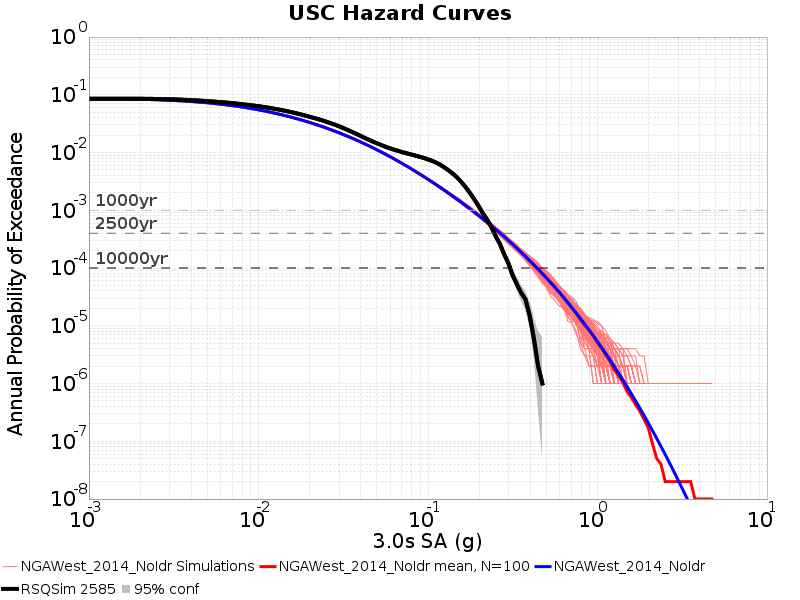 USC Hazard Curves
Annual Probability of Exceedance
10^0
10^-1
10^-2
10^-3
10^-4
10^-5
10^-6
10^-7
10^-8
1000yr
2500yr
10000yr
10^-3 10^-2 10^-1 10^0 10^1
3.0s SA (g)
NGAWest_2014_NoIdr Simulations NGAWest_2014_NoIdr mean, N=100 NGAWest_2014_NoIdr
RSQSim 2585 95% conf